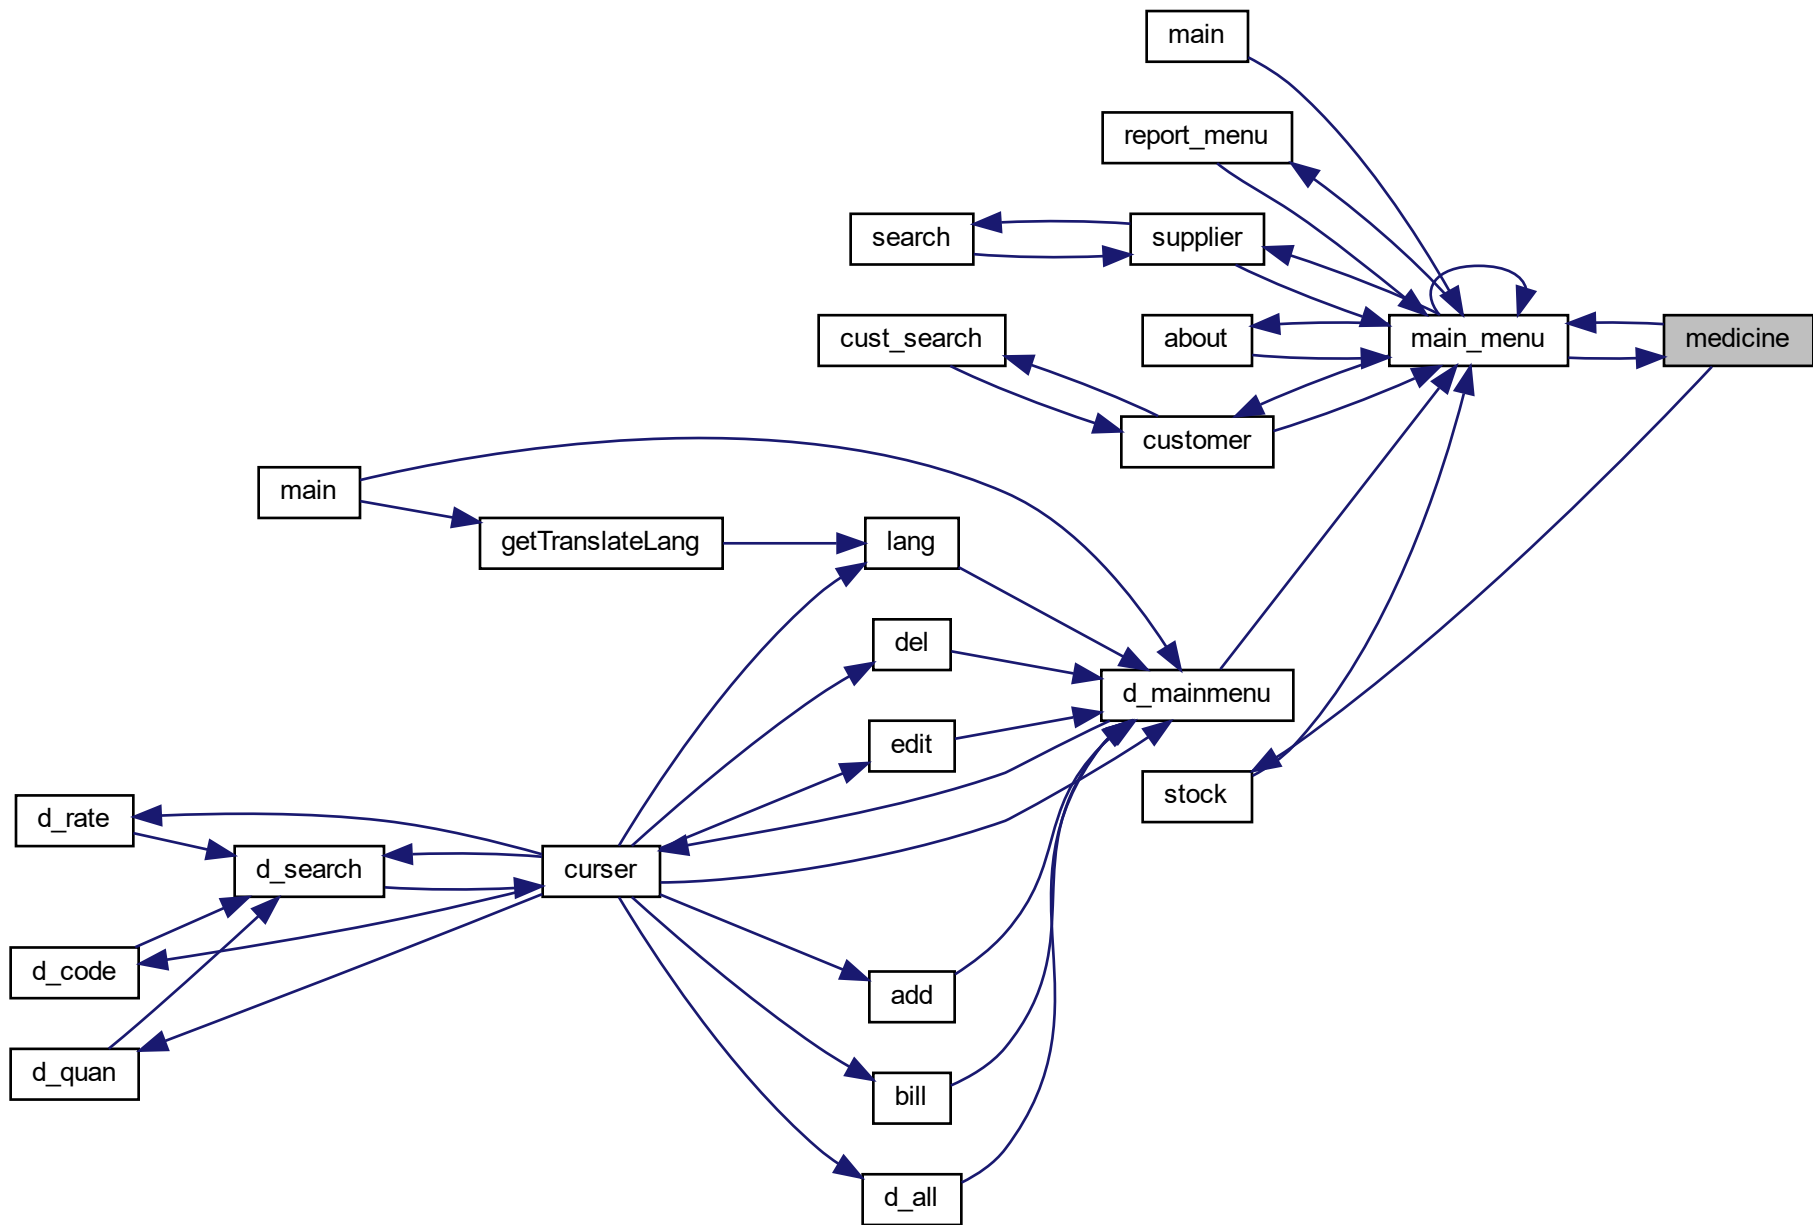 main
report_menu
search
supplier
cust_search
about
main_menu
medicine
customer
main
getTranslateLang
lang
del
d_mainmenu
edit
stock
d_rate
d_search
curser
d_code
add
d_quan
bill
d_all